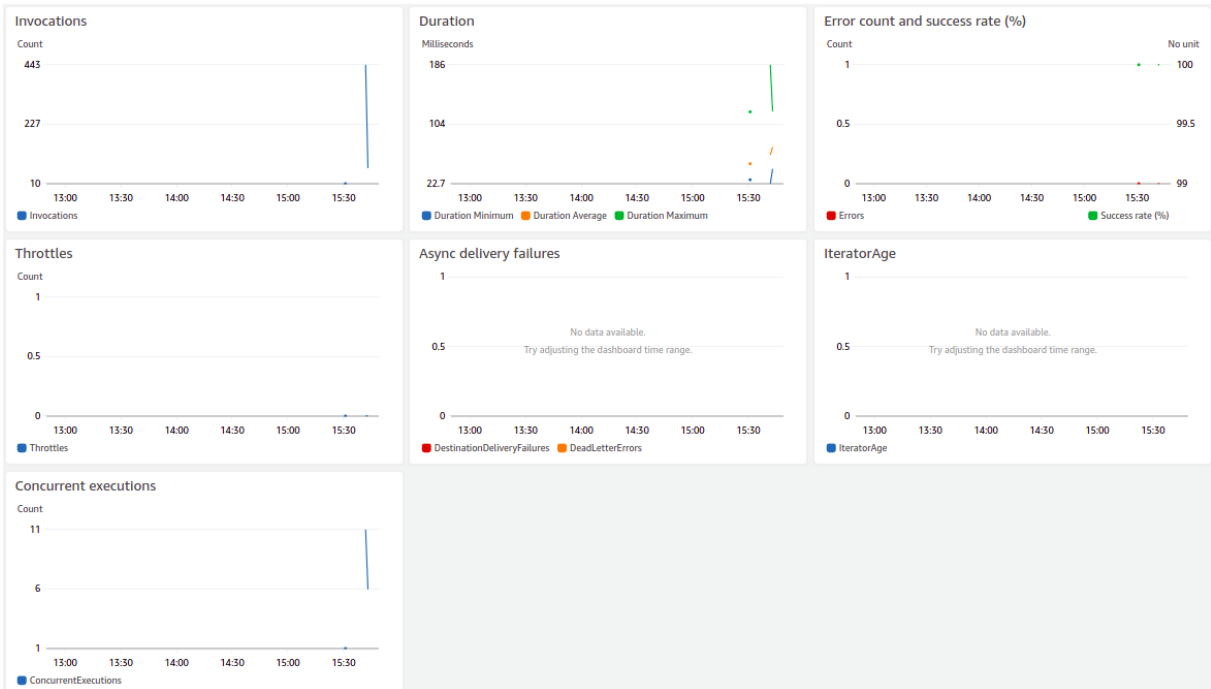 Invocations
Count
443
227
10
13:00 13:30 14:00 14:30 15:00 15:30
Invocations
Duration
Milliseconds
186
104
22.7
13:00 13:30 14:00 14:30 15:00 15:30
Duration Minimum Duration Average Duration Maximum
Error count and success rate (%)
Count No unit
1 100
0.5 99.5
0 99
13:00 13:30 14:00 14:30 15:00 15:30
Errors Success rate (%)
Throttles
Count
1
0.5
0
13:00 13:30 14:00 14:30 15:00 15:30
Throttles
Async delivery failures
1
No data available.
0.5 Try adjusting the dashboard time range.
0
13:00 13:30 14:00 14:30 15:00 15:30
DestinationDeliveryFailures DeadLetterErrors
IteratorAge
1
No data available.
0.5 Try adjusting the dashboard time range.
0
13:00 13:30 14:00 14:30 15:00 15:30
IteratorAge
Concurrent executions
Count
11
6
1
13:00 13:30 14:00 14:30 15:00 15:30
ConcurrentExecutions